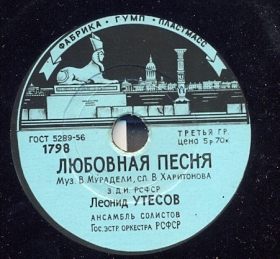 ФАБРИКА · ГУМП · ПЛАСТМАСС
ГОСТ 5289-56
ТРЕТЬЯ ГР.
1798
ЦЕНА 5 р.70к.
ЛЮБОВНАЯ ПЕСНЯ
Муз. В. МУРАДЕЛИ, сл. В. ХАРИТОНОВА
З.Д.И. РСФСР
Леонид УТЕСОВ
АНСАМБЛЬ СОЛИСТОВ
Гос. эстр. оркестра РСФСР